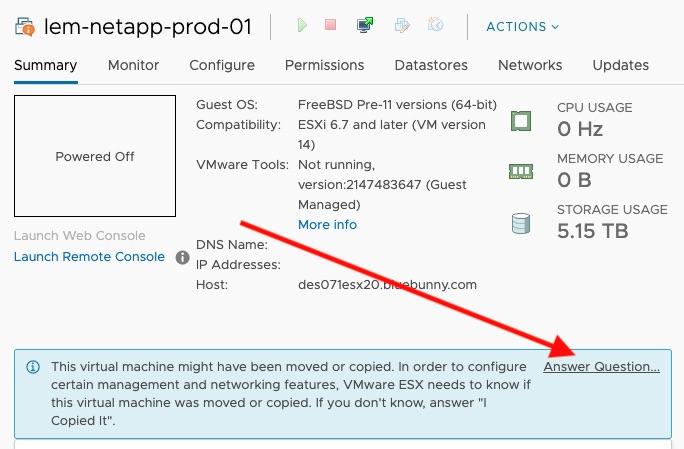 lem-netapp-prod-01
ACTIONS
Summary Monitor Configure Permissions Datastores Networks Updates
Powered Off
Launch Web Console
Launch Remote Console
Guest OS: FreeBSD Pre-11 versions (64-bit)
Compatibility: ESXi 6.7 and later (VM version
14)
VMware Tools: Not running,
version:2147483647 (Guest
Managed)
More info
DNS Name:
IP Addresses:
Host: des071esx20.bluebunny.com
CPU USAGE
0 Hz
MEMORY USAGE
0 B
STORAGE USAGE
5.15 TB
This virtual machine might have been moved or copied. In order to configure
certain management and networking features, VMware ESX needs to know if
this virtual machine was moved or copied. If you don't know, answer "I
Copied It".
Answer Question...